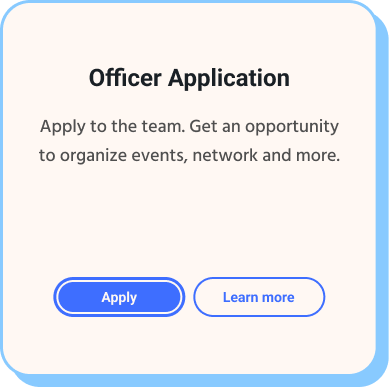 Officer Application
Apply to the team. Get an opportunity
to organize events, network and more.
Apply
Learn more